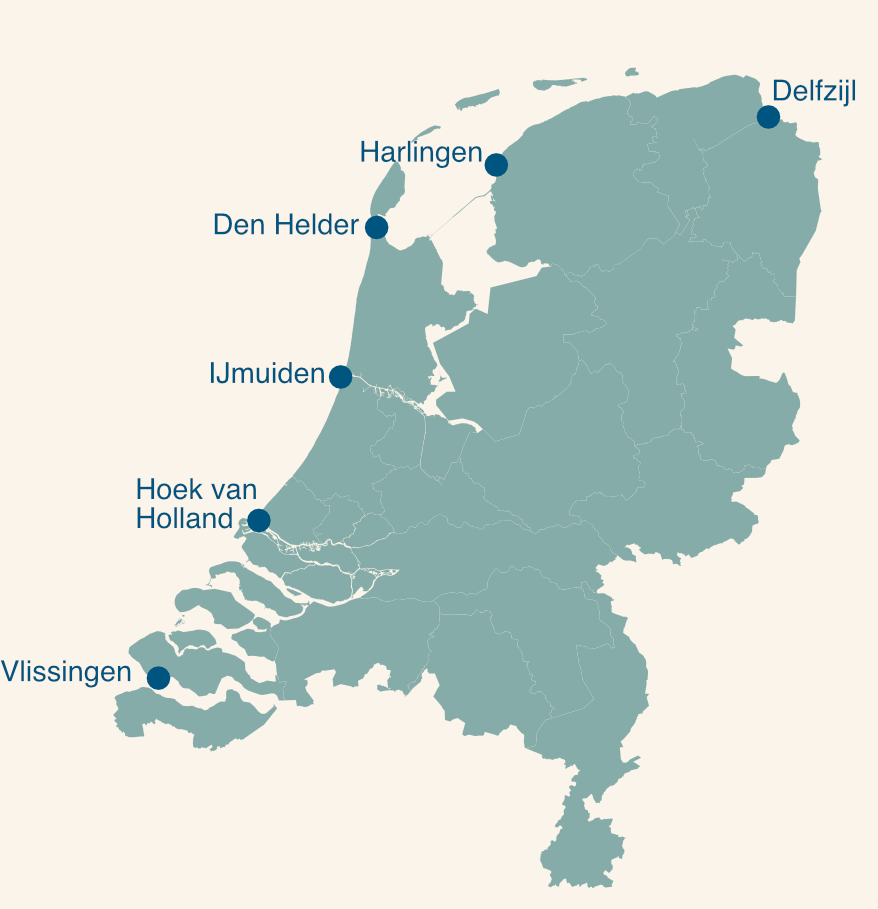 Delfzijl
Harlingen
Den Helder
IJmuiden
Hoek van
Holland
Vlissingen